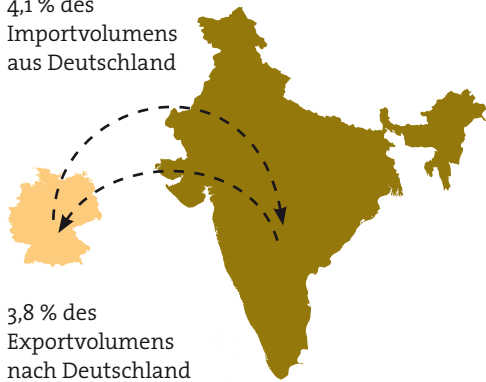 4,1 % des
Importvolumens
aus Deutschland
3,8 % des
Exportvolumens
nach Deutschland